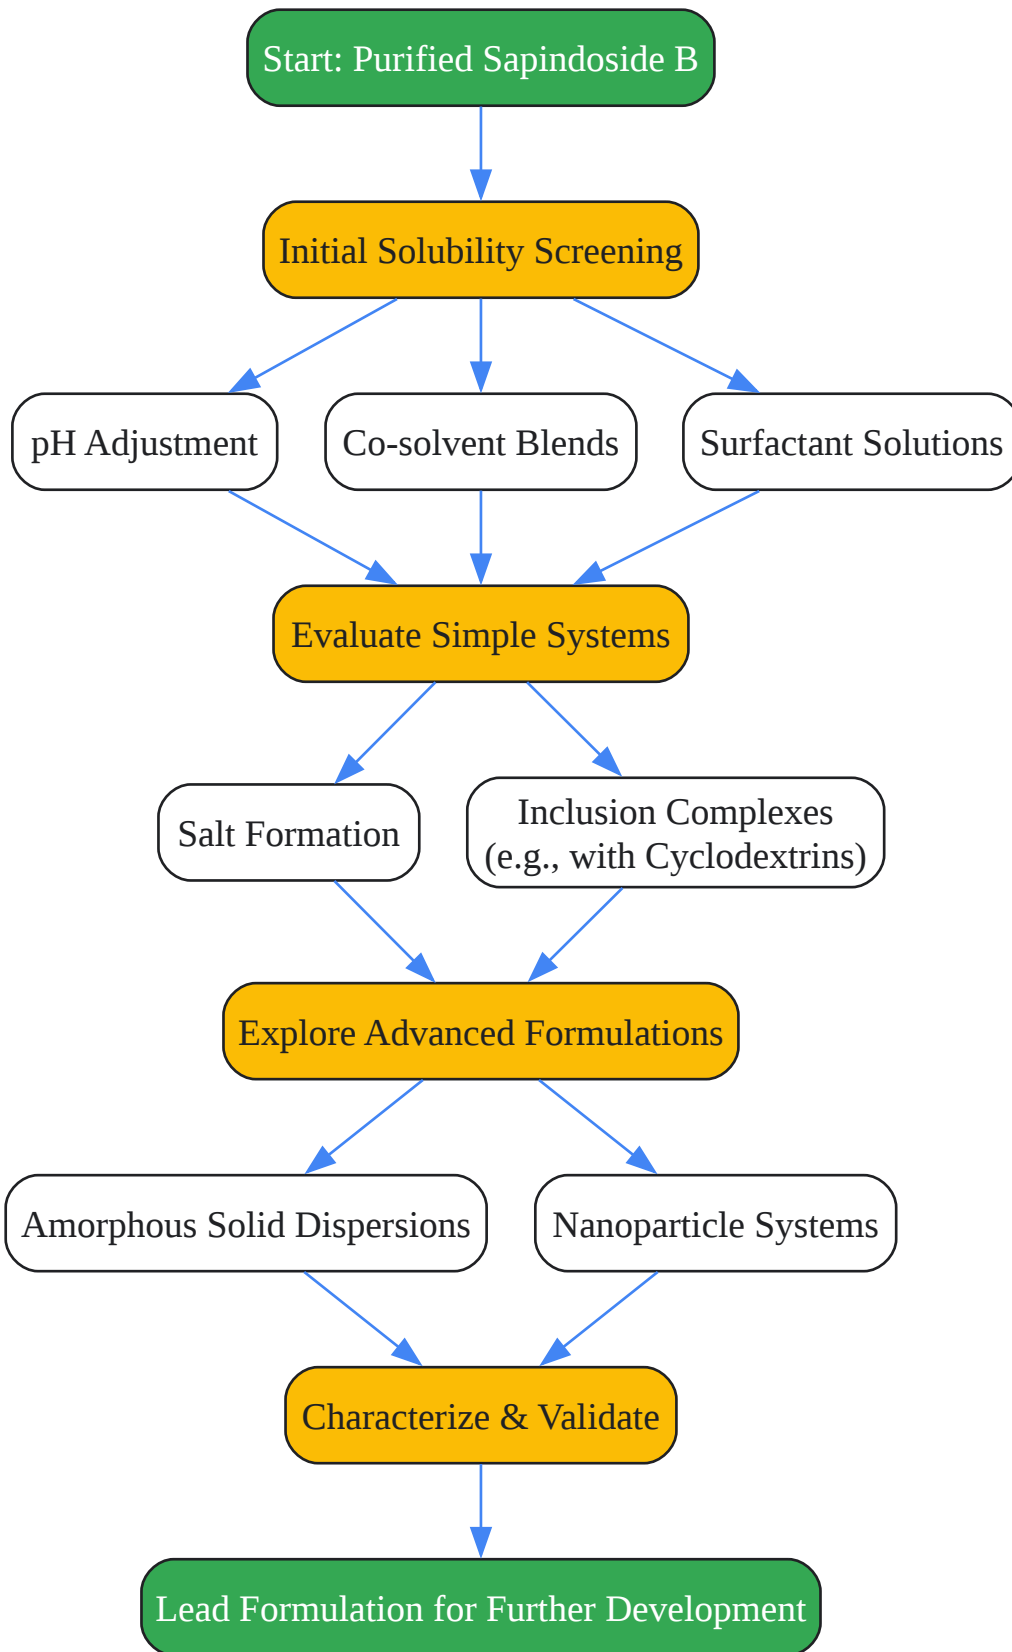 Start: Purified Sapindoside B
Initial Solubility Screening
pH Adjustment
Co-solvent Blends
Surfactant Solutions
Evaluate Simple Systems
Salt Formation
Inclusion Complexes
(e.g., with Cyclodextrins)
Explore Advanced Formulations
Amorphous Solid Dispersions
Nanoparticle Systems
Characterize & Validate
Lead Formulation for Further Development